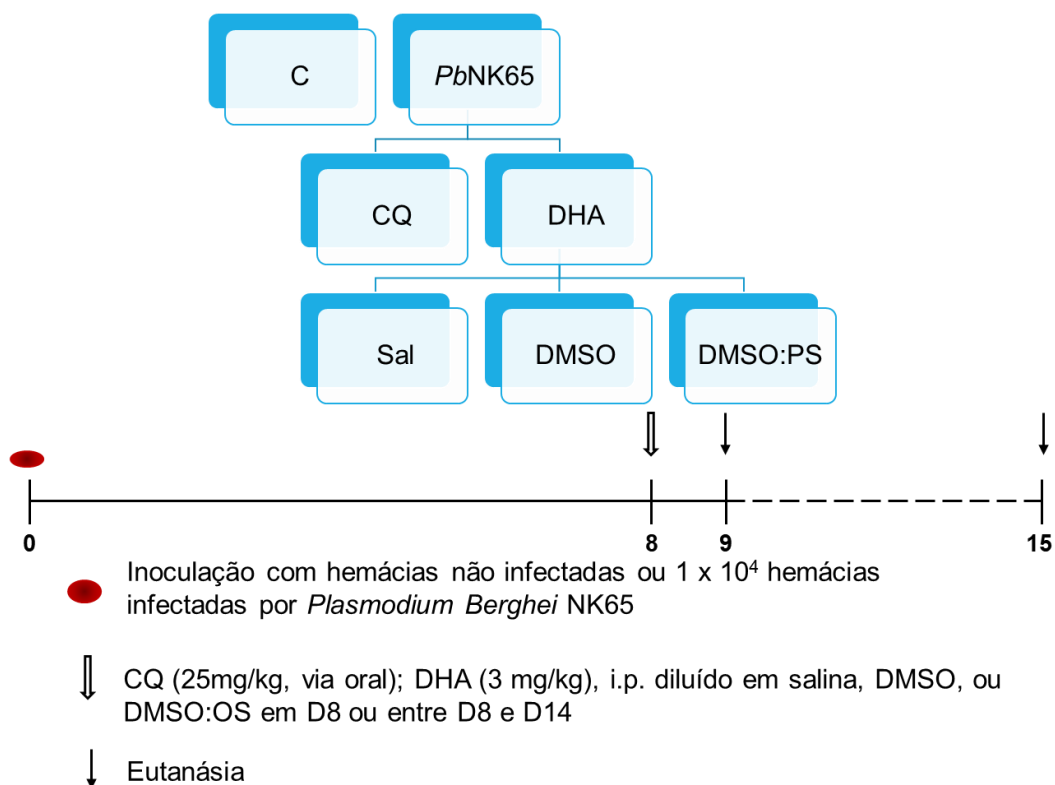 C
PbNK65
CQ
DHA
Sal
DMSO
DMSO:PS
0
8
9
15
Inoculação com hemácias não infectadas ou 1 x 10⁴ hemácias
infectadas por Plasmodium Berghei NK65
CQ (25mg/kg, via oral); DHA (3 mg/kg), i.p. diluído em salina, DMSO, ou
DMSO:OS em D8 ou entre D8 e D14
Eutanásia